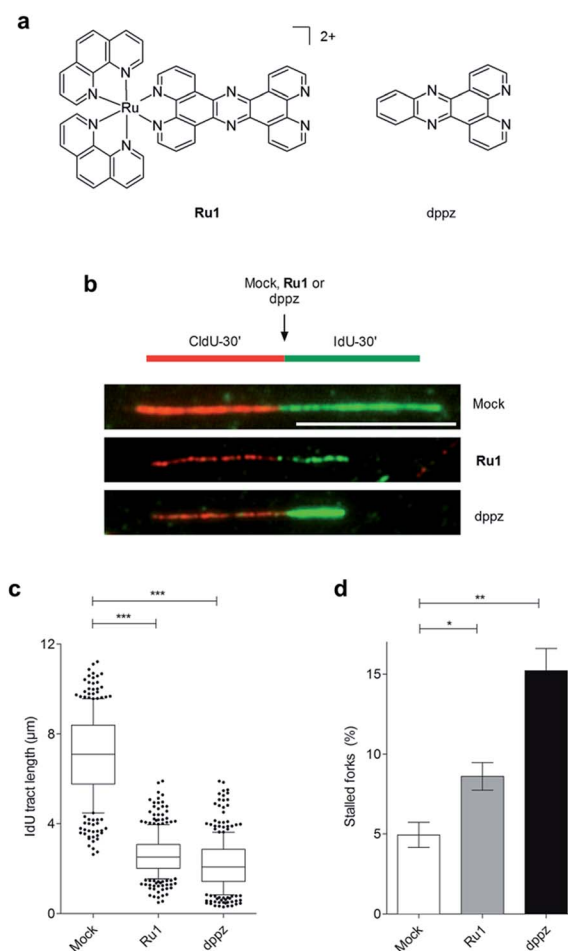 a
2+
N
N
N
N
Ru
N
N
N
N
N
N
N
N
N
N
Ru1
dppz
b
Mock, Ru1 or
dppz
CldU-30'
IdU-30'
Mock
Ru1
dppz
c
***
***
12
8
4
0
IdU tract length (μm)
Mock
Ru1
dppz
d
**
*
15
10
5
0
Stalled forks (%)
Mock
Ru1
dppz